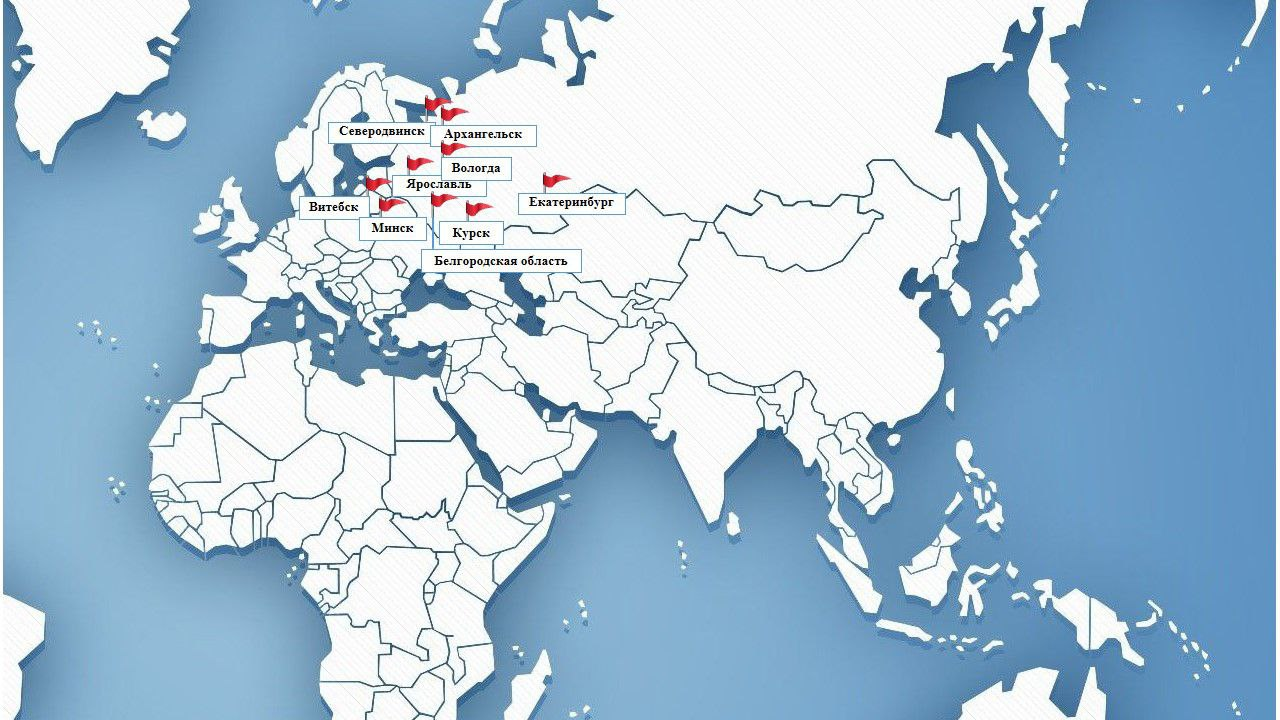 Северодвинск
Архангельск
Вологда
Ярославль
Екатеринбург
Витебск
Минск
Курск
Белгородская область